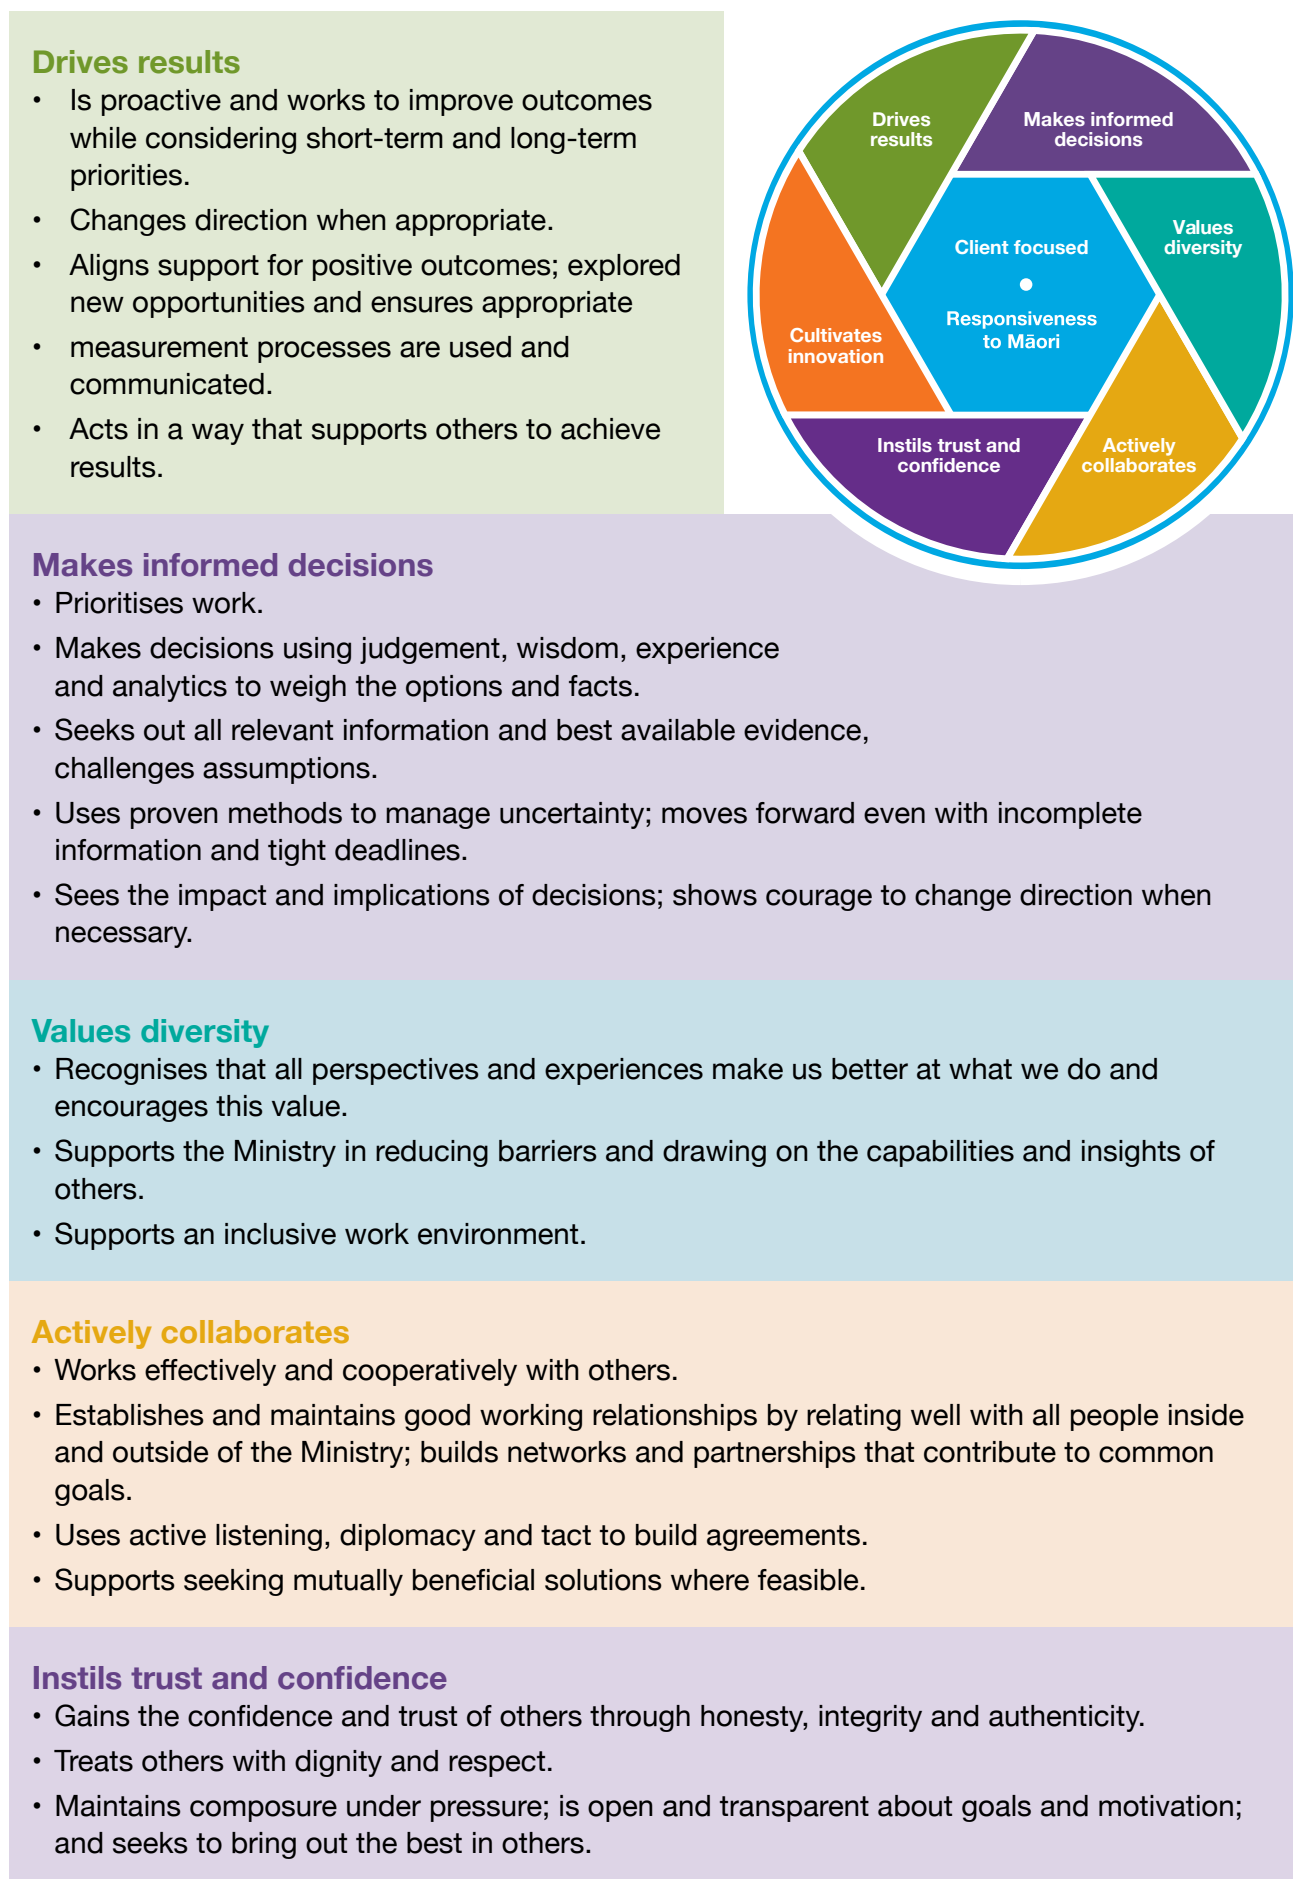 Drives results
• Is proactive and works to improve outcomes
while considering short-term and long-term
priorities.
• Changes direction when appropriate.
• Aligns support for positive outcomes; explored
new opportunities and ensures appropriate
• measurement processes are used and
communicated.
• Acts in a way that supports others to achieve
results.
Drives
results
Makes informed
decisions
Values
diversity
Client focused
Responsiveness
to Māori
Cultivates
innovation
Instils trust and
confidence
Actively
collaborates
Makes informed decisions
• Prioritises work.
• Makes decisions using judgement, wisdom, experience
and analytics to weigh the options and facts.
• Seeks out all relevant information and best available evidence,
challenges assumptions.
• Uses proven methods to manage uncertainty; moves forward even with incomplete
information and tight deadlines.
• Sees the impact and implications of decisions; shows courage to change direction when
necessary.
Values diversity
• Recognises that all perspectives and experiences make us better at what we do and
encourages this value.
• Supports the Ministry in reducing barriers and drawing on the capabilities and insights of
others.
• Supports an inclusive work environment.
Actively collaborates
• Works effectively and cooperatively with others.
• Establishes and maintains good working relationships by relating well with all people inside
and outside of the Ministry; builds networks and partnerships that contribute to common
goals.
• Uses active listening, diplomacy and tact to build agreements.
• Supports seeking mutually beneficial solutions where feasible.
Instils trust and confidence
• Gains the confidence and trust of others through honesty, integrity and authenticity.
• Treats others with dignity and respect.
• Maintains composure under pressure; is open and transparent about goals and motivation;
and seeks to bring out the best in others.